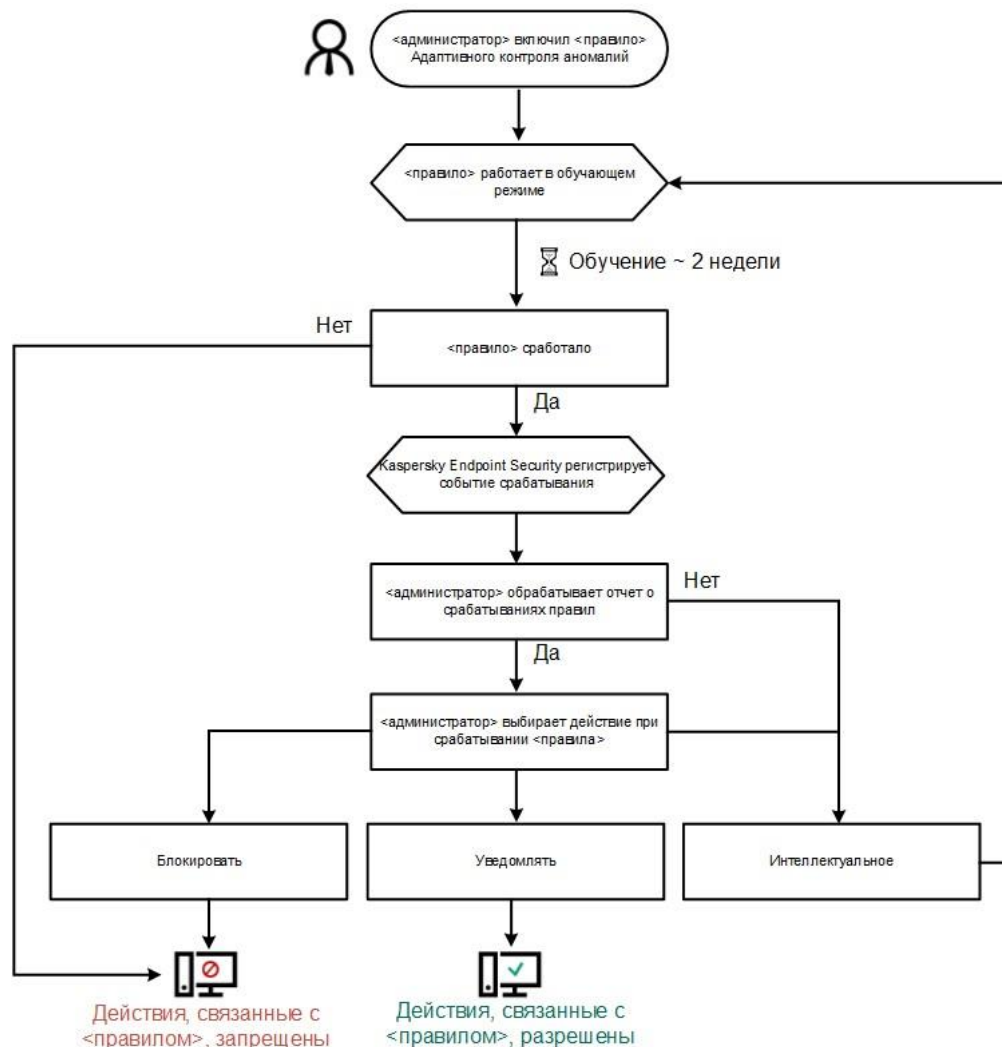 <администратор> включил <правило>
Адаптивного контроля аномалий
<правило> работает в обучающем
режиме
Обучение ~ 2 недели
Нет
<правило> сработало
Да
Kaspersky Endpoint Security регистрирует
событие срабатывания
<администратор> обрабатывает отчет о
срабатываниях правил
Нет
Да
<администратор> выбирает действие при
срабатывании <правила>
Блокировать
Уведомлять
Интеллектуальное
Действия, связанные с
<правилом>, запрещены
Действия, связанные с
<правилом>, разрешены